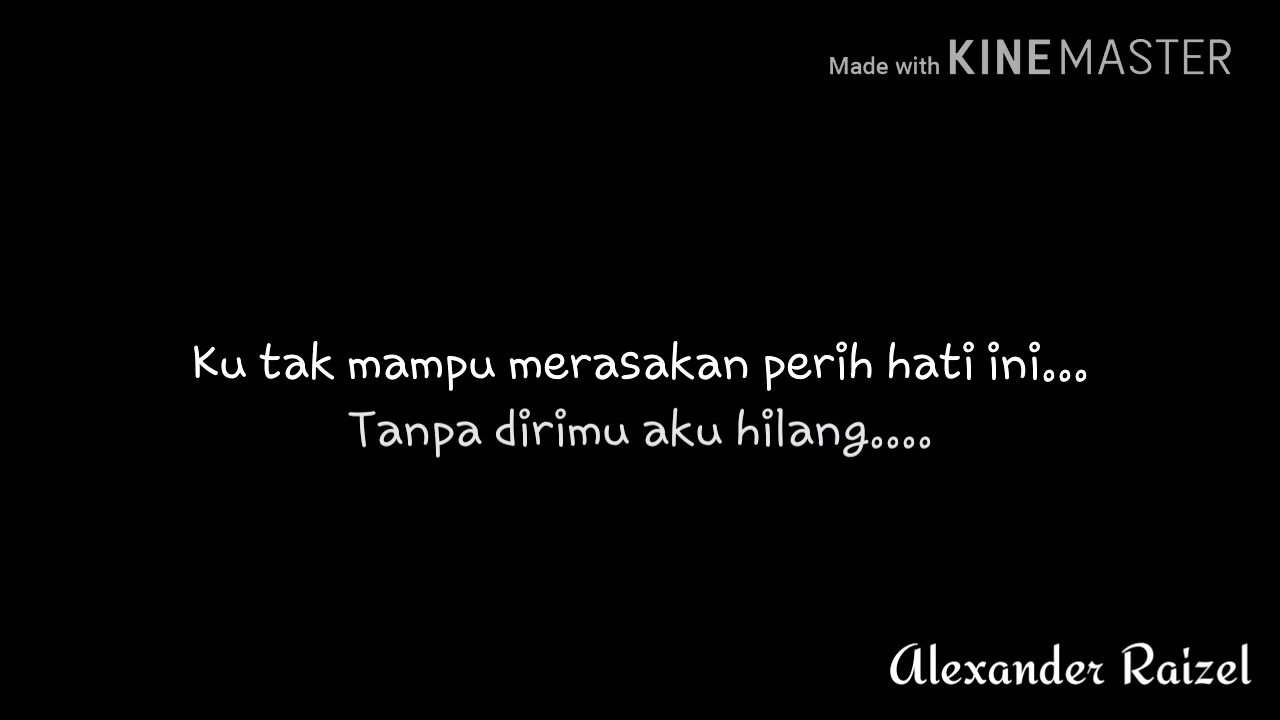 Made with KINEMASTER
Ku tak mampu merasakan perih hati ini...
Tanpa dirimu aku hilang....
Alexander Raizel